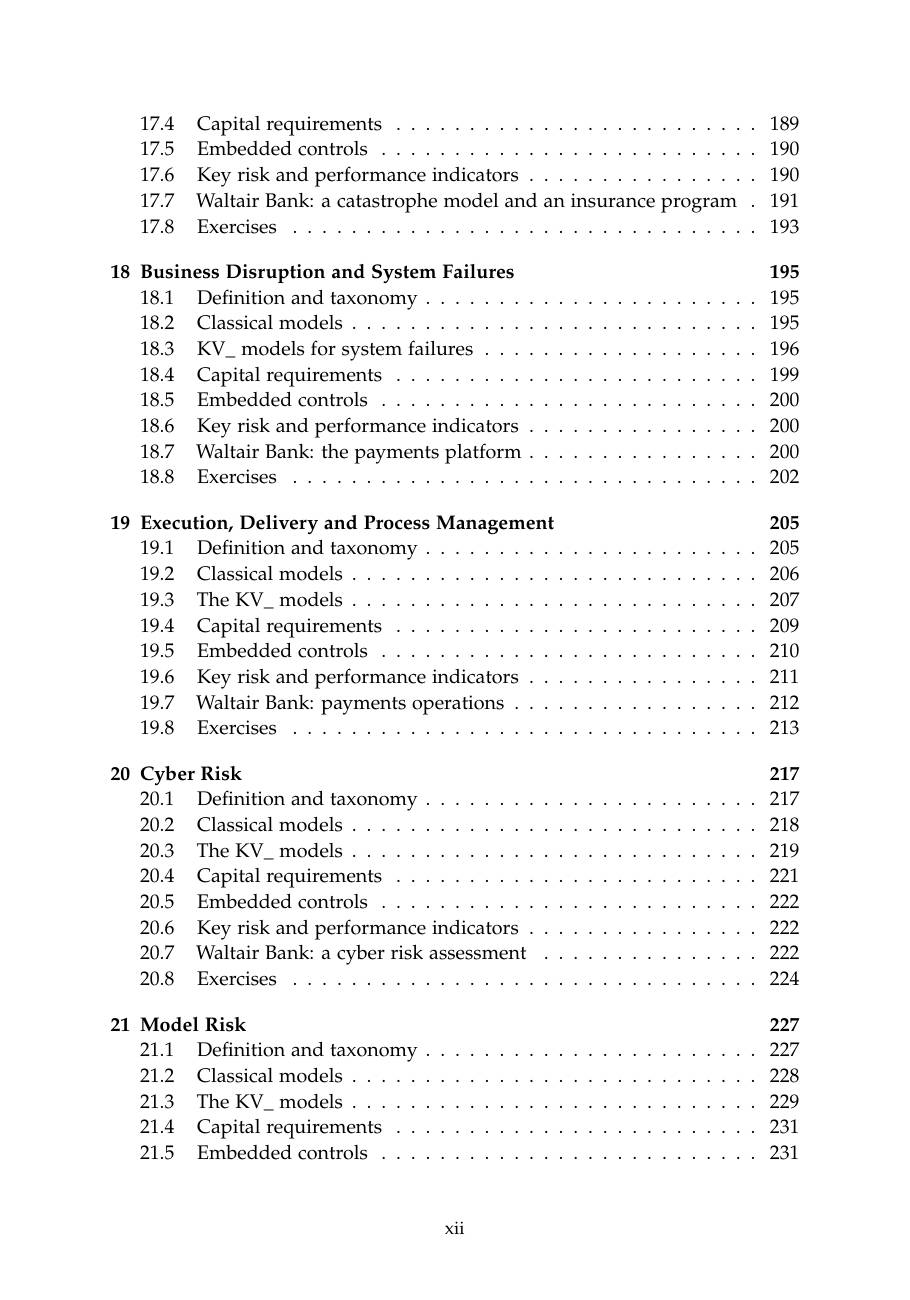 17.4 Capital requirements . . . . . . . . . . . . . . . . . . . . . . . . . 189
17.5 Embedded controls . . . . . . . . . . . . . . . . . . . . . . . . . . 190
17.6 Key risk and performance indicators . . . . . . . . . . . . . . . . 190
17.7 Waltair Bank: a catastrophe model and an insurance program . 191
17.8 Exercises . . . . . . . . . . . . . . . . . . . . . . . . . . . . . . . . 193
18 Business Disruption and System Failures 195
18.1 Definition and taxonomy . . . . . . . . . . . . . . . . . . . . . . . 195
18.2 Classical models . . . . . . . . . . . . . . . . . . . . . . . . . . . . 195
18.3 KV_ models for system failures . . . . . . . . . . . . . . . . . . . 196
18.4 Capital requirements . . . . . . . . . . . . . . . . . . . . . . . . . 199
18.5 Embedded controls . . . . . . . . . . . . . . . . . . . . . . . . . . 200
18.6 Key risk and performance indicators . . . . . . . . . . . . . . . . 200
18.7 Waltair Bank: the payments platform . . . . . . . . . . . . . . . . 200
18.8 Exercises . . . . . . . . . . . . . . . . . . . . . . . . . . . . . . . . 202
19 Execution, Delivery and Process Management 205
19.1 Definition and taxonomy . . . . . . . . . . . . . . . . . . . . . . . 205
19.2 Classical models . . . . . . . . . . . . . . . . . . . . . . . . . . . . 206
19.3 The KV_ models . . . . . . . . . . . . . . . . . . . . . . . . . . . . 207
19.4 Capital requirements . . . . . . . . . . . . . . . . . . . . . . . . . 209
19.5 Embedded controls . . . . . . . . . . . . . . . . . . . . . . . . . . 210
19.6 Key risk and performance indicators . . . . . . . . . . . . . . . . 211
19.7 Waltair Bank: payments operations . . . . . . . . . . . . . . . . . 212
19.8 Exercises . . . . . . . . . . . . . . . . . . . . . . . . . . . . . . . . 213
20 Cyber Risk 217
20.1 Definition and taxonomy . . . . . . . . . . . . . . . . . . . . . . . 217
20.2 Classical models . . . . . . . . . . . . . . . . . . . . . . . . . . . . 218
20.3 The KV_ models . . . . . . . . . . . . . . . . . . . . . . . . . . . . 219
20.4 Capital requirements . . . . . . . . . . . . . . . . . . . . . . . . . 221
20.5 Embedded controls . . . . . . . . . . . . . . . . . . . . . . . . . . 222
20.6 Key risk and performance indicators . . . . . . . . . . . . . . . . 222
20.7 Waltair Bank: a cyber risk assessment . . . . . . . . . . . . . . . 222
20.8 Exercises . . . . . . . . . . . . . . . . . . . . . . . . . . . . . . . . 224
21 Model Risk 227
21.1 Definition and taxonomy . . . . . . . . . . . . . . . . . . . . . . . 227
21.2 Classical models . . . . . . . . . . . . . . . . . . . . . . . . . . . . 228
21.3 The KV_ models . . . . . . . . . . . . . . . . . . . . . . . . . . . . 229
21.4 Capital requirements . . . . . . . . . . . . . . . . . . . . . . . . . 231
21.5 Embedded controls . . . . . . . . . . . . . . . . . . . . . . . . . . 231
xii